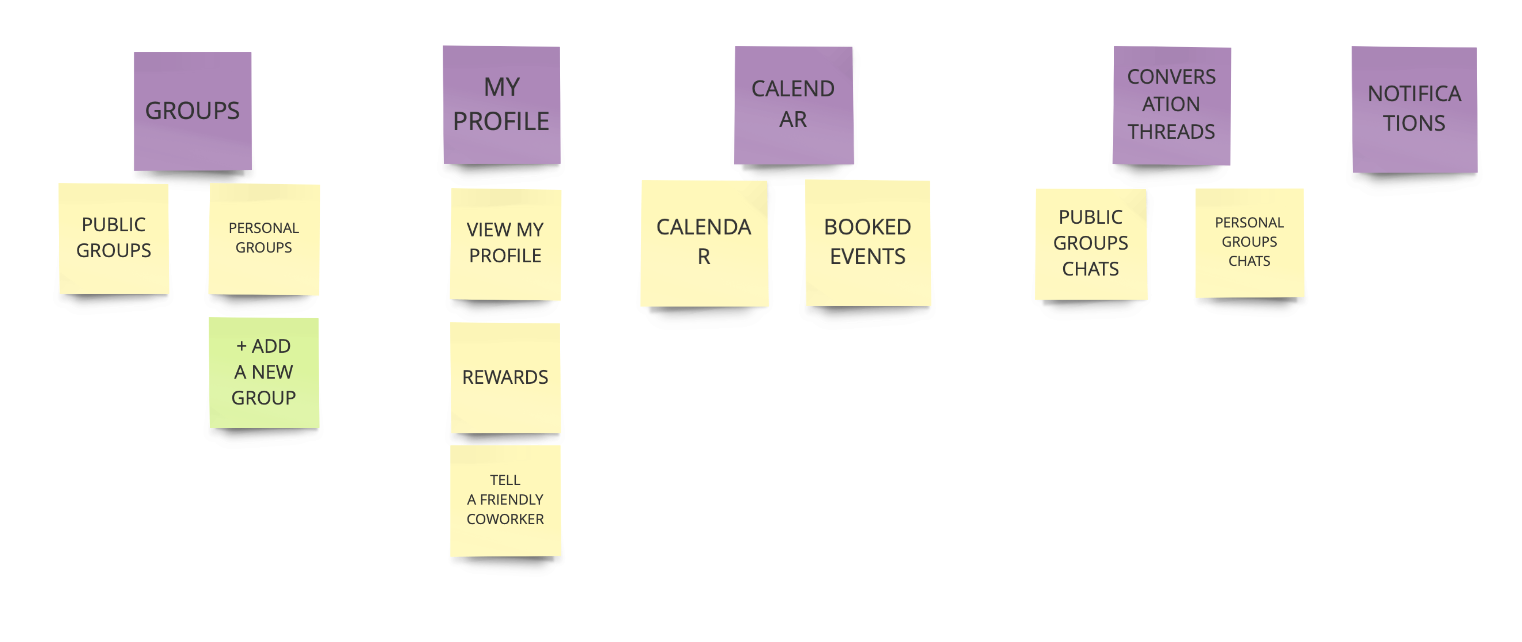 GROUPS
MY
PROFILE
CALEND
AR
CONVERS
ATION
THREADS
NOTIFICA
TIONS
PUBLIC
GROUPS
PERSONAL
GROUPS
VIEW MY
PROFILE
CALENDA
R
BOOKED
EVENTS
PUBLIC
GROUPS
CHATS
PERSONAL
GROUPS
CHATS
+ ADD
A NEW
GROUP
REWARDS
TELL
A FRIENDLY
COWORKER